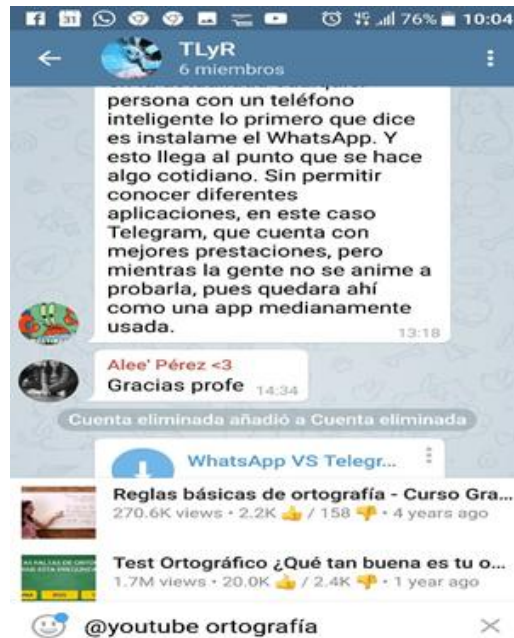 76% 10:04
TLyR
6 miembros
persona con un teléfono
inteligente lo primero que dice
es instalame el WhatsApp. Y
esto llega al punto que se hace
algo cotidiano. Sin permitir
conocer diferentes
aplicaciones, en este caso
Telegram, que cuenta con
mejores prestaciones, pero
mientras la gente no se anime a
probarla, pues quedara ahí
como una app medianamente
usada.
13:18
Alee' Pérez <3
Gracias profe 14:34
Cuenta eliminada añadió a Cuenta eliminada
WhatsApp VS Telegr...
Reglas básicas de ortografía - Curso Gra...
270.6K views • 2.2K 👍 / 158 👎 • 4 years ago
Test Ortográfico ¿Qué tan buena es tu o...
1.7M views • 20.0K 👍 / 2.4K 👎 • 1 year ago
@youtube ortografía